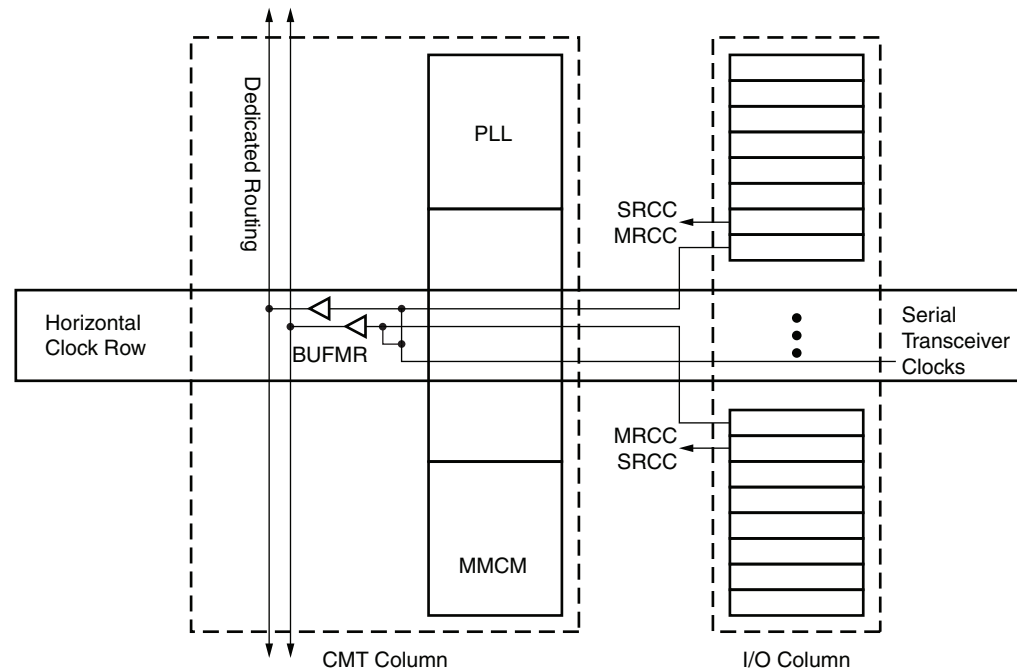 Dedicated Routing
PLL
SRCC
MRCC
Horizontal
Clock Row
BUFMR
Serial
Transceiver
Clocks
MRCC
SRCC
MMCM
CMT Column
I/O Column